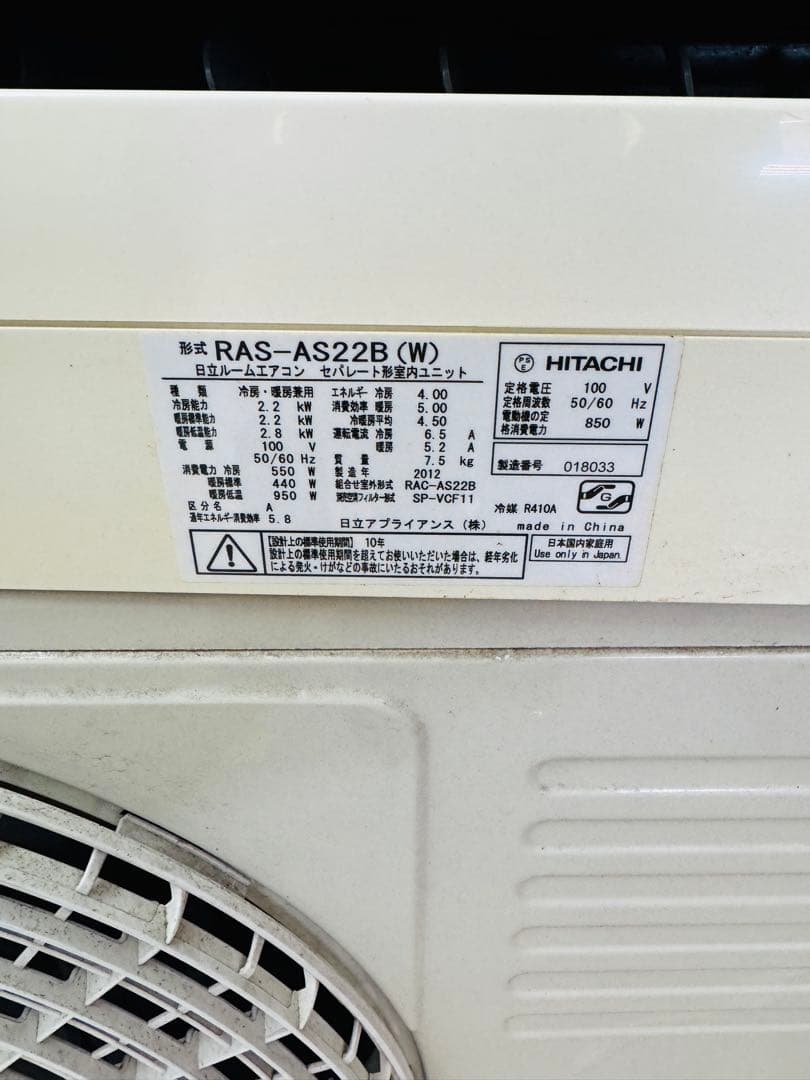 形式 RAS-AS22B(W)
日立ルームエアコン セパレート形室内ユニット
種類 冷房・暖房兼用
冷房能力 2.2 kW
暖房標準能力 2.2 kW
暖房低温能力 2.8 kW
電源 100 V
50/60 Hz
消費電力 冷房 550 W
暖房標準 440 W
暖房低温 950 W
区分名 A
通年エネルギー消費効率 5.8
エネルギー 冷房 4.00
消費効率 暖房 5.00
冷暖房平均 4.50
運転電流 冷房 6.5 A
暖房 5.2 A
質量 7.5 kg
製造年 2012
組合せ室外形式 RAC-AS22B
フィルター形式 SP-VCF11
日立アプライアンス(株)
【設計上の標準使用期間】 10年
設計上の標準使用期間を超えてお使いいただいた場合は、経年劣化
による発火・けがなどの事故にいたるおそれがあります。
PSE HITACHI
定格電圧 100 V
定格周波数 50/60 Hz
電動機の定
格消費電力 850 W
製造番号 018033
冷媒 R410A
G
made in China
日本国内家庭用
Use only in Japan.